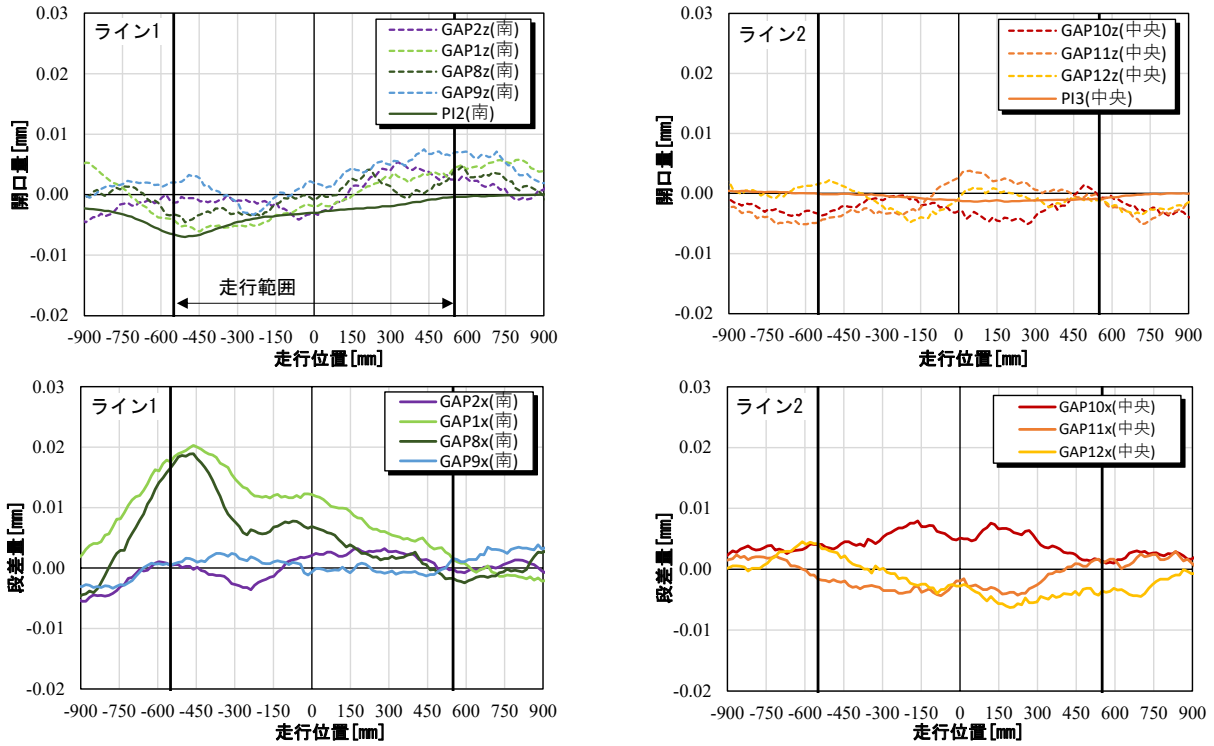 ライン1
GAP2z(南)
GAP1z(南)
GAP8z(南)
GAP9z(南)
PI2(南)
0.03
0.02
0.01
0.00
-0.01
-0.02
開口量[mm]
走行範囲
-900 -750 -600 -450 -300 -150 0 150 300 450 600 750 900
走行位置[mm]
ライン2
GAP10z(中央)
GAP11z(中央)
GAP12z(中央)
PI3(中央)
0.03
0.02
0.01
0.00
-0.01
-0.02
開口量[mm]
-900 -750 -600 -450 -300 -150 0 150 300 450 600 750 900
走行位置[mm]
ライン1
GAP2x(南)
GAP1x(南)
GAP8x(南)
GAP9x(南)
0.03
0.02
0.01
0.00
-0.01
-0.02
段差量[mm]
-900 -750 -600 -450 -300 -150 0 150 300 450 600 750 900
走行位置[mm]
ライン2
GAP10x(中央)
GAP11x(中央)
GAP12x(中央)
0.03
0.02
0.01
0.00
-0.01
-0.02
段差量[mm]
-900 -750 -600 -450 -300 -150 0 150 300 450 600 750 900
走行位置[mm]